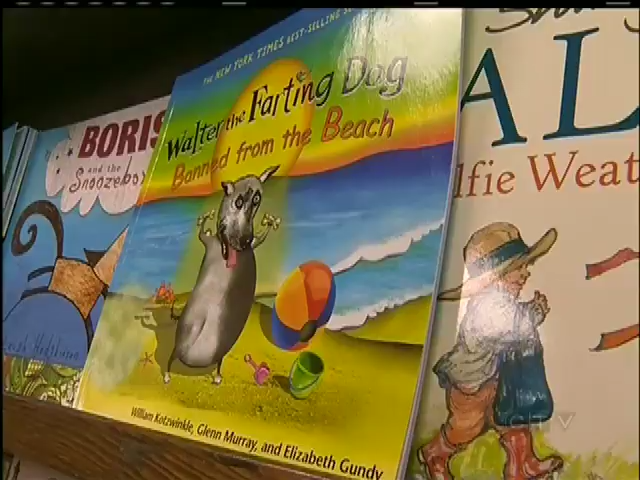 THE NEW YORK TIMES BEST-SELLING
Walter the Farting Dog
Banned from the Beach
William Kotzwinkle, Glenn Murray, and Elizabeth Gundy
BORIS
and the
Snoozebox
AL
lfie Weat
CTV